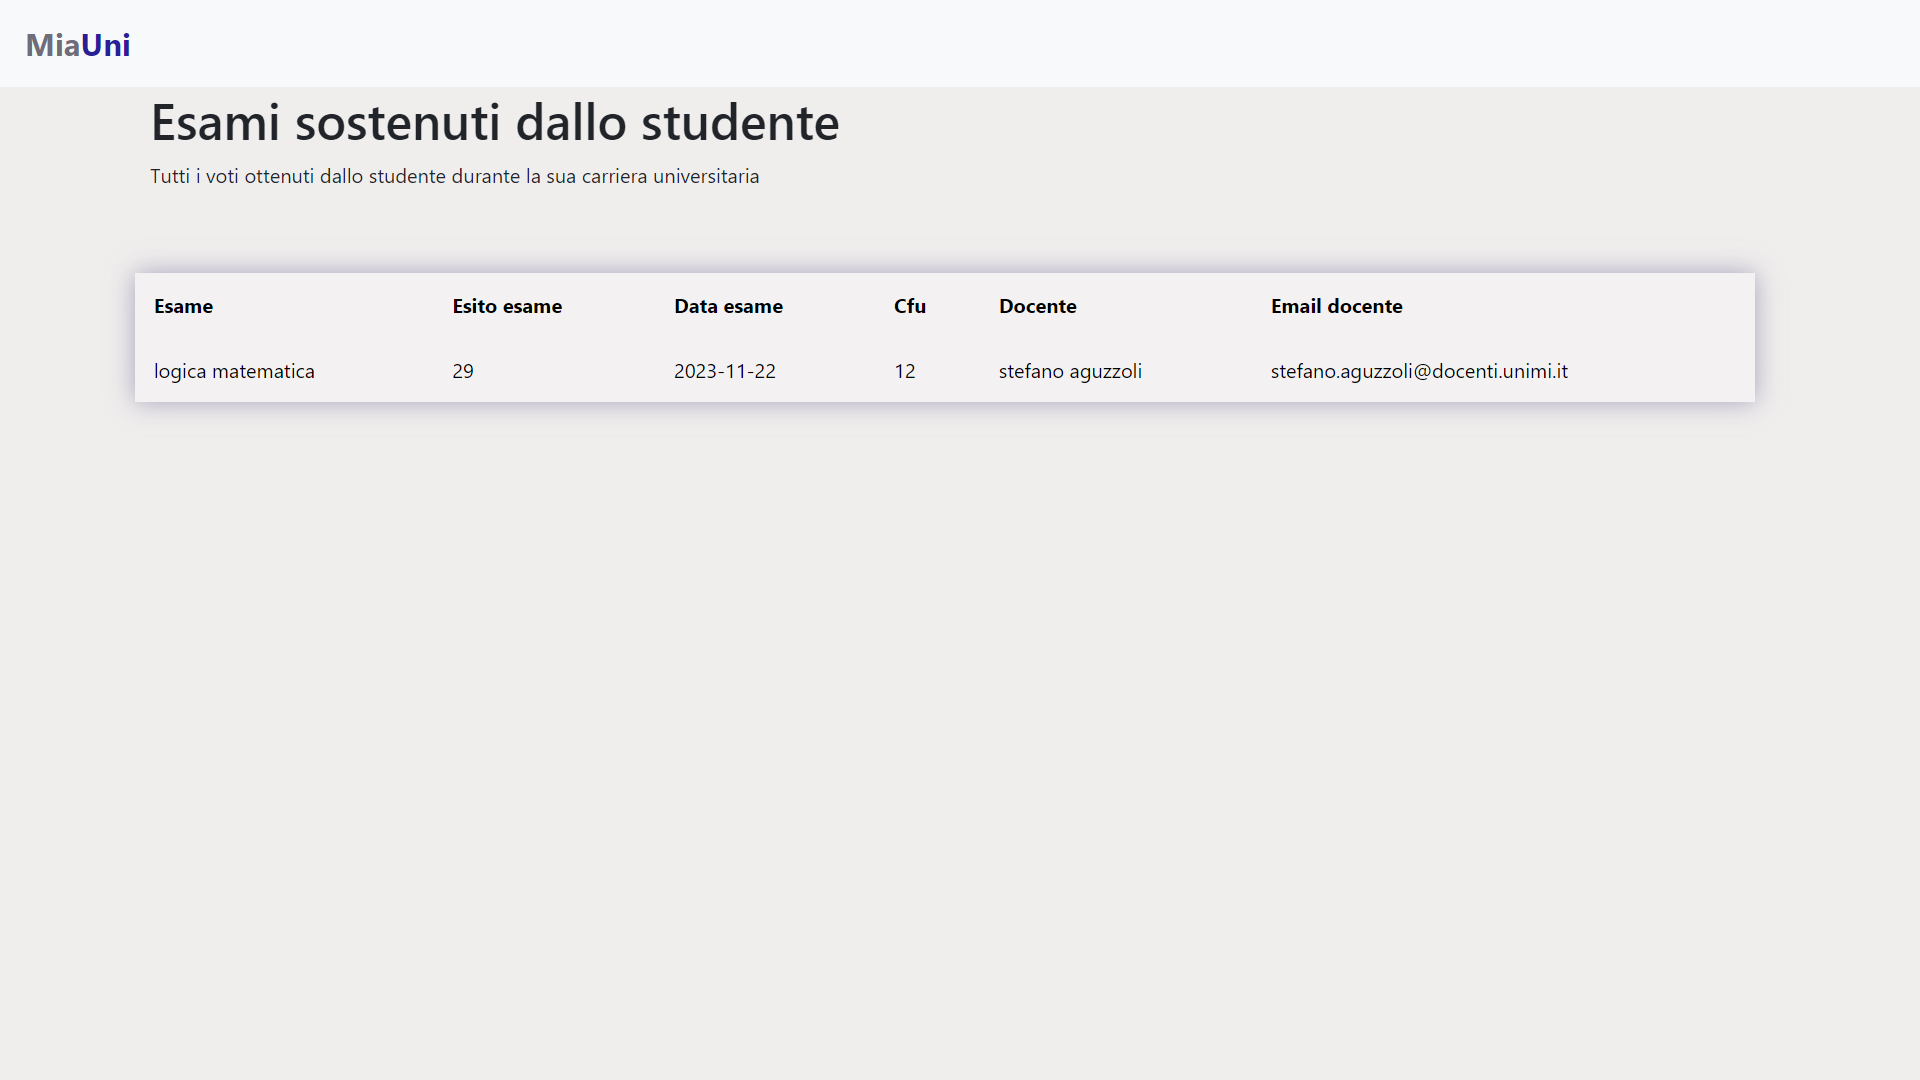 MiaUni
Esami sostenuti dallo studente
Tutti i voti ottenuti dallo studente durante la sua carriera universitaria
Esame Esito esame Data esame Cfu Docente Email docente
logica matematica 29 2023-11-22 12 stefano aguzzoli stefano.aguzzoli@docenti.unimi.it